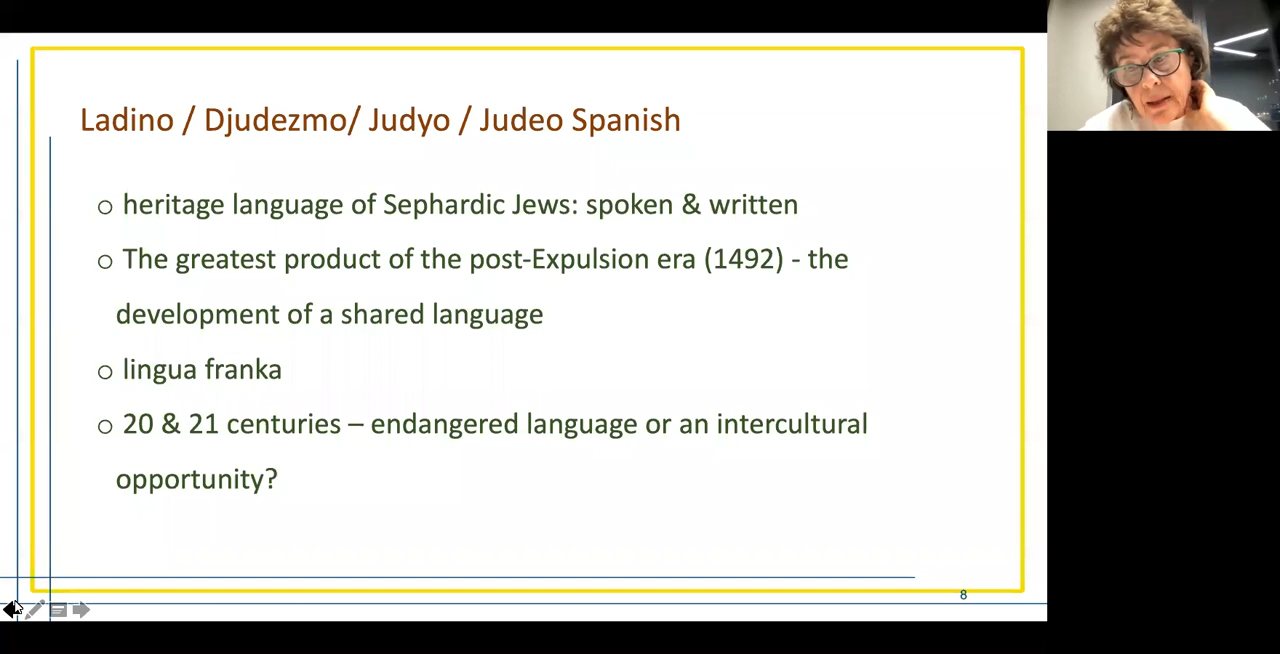 Ladino / Djudezmo/ Judyo / Judeo Spanish
o heritage language of Sephardic Jews: spoken & written
o The greatest product of the post-Expulsion era (1492) - the
development of a shared language
o lingua franka
o 20 & 21 centuries – endangered language or an intercultural
opportunity?
8